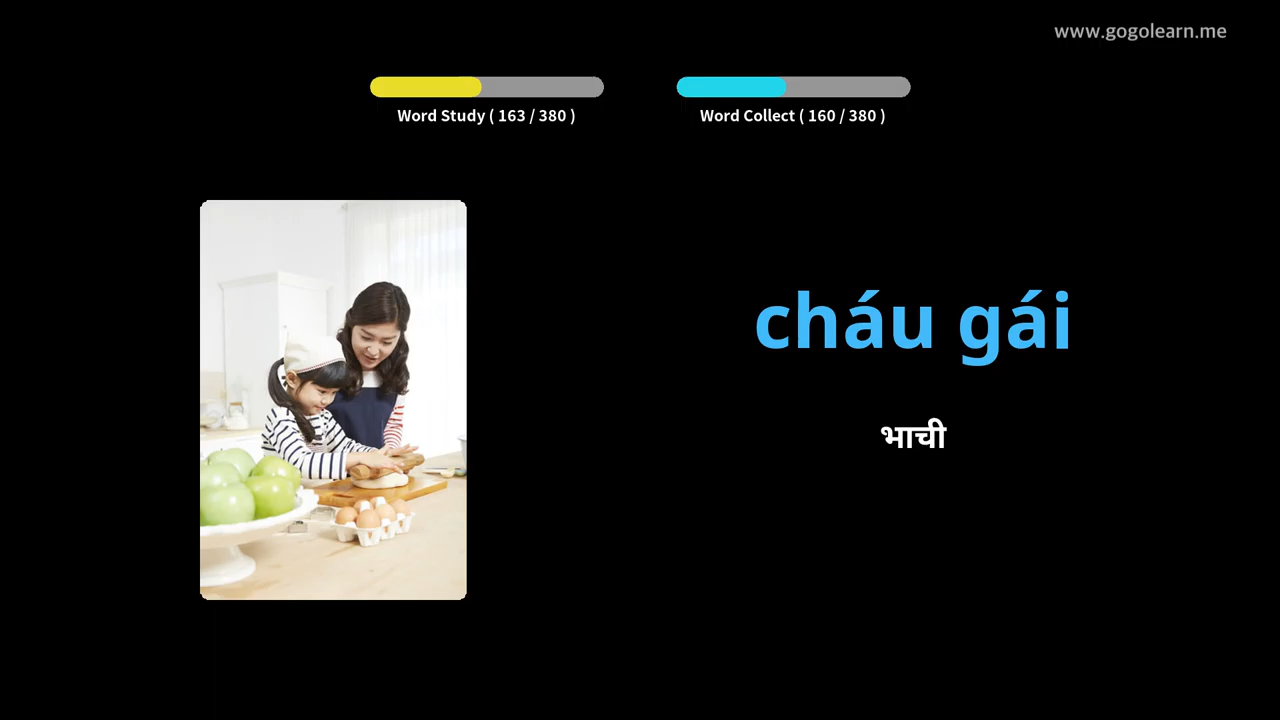 www.gogolearn.me
Word Study ( 163 / 380 )
Word Collect ( 160 / 380 )
cháu gái
भाची